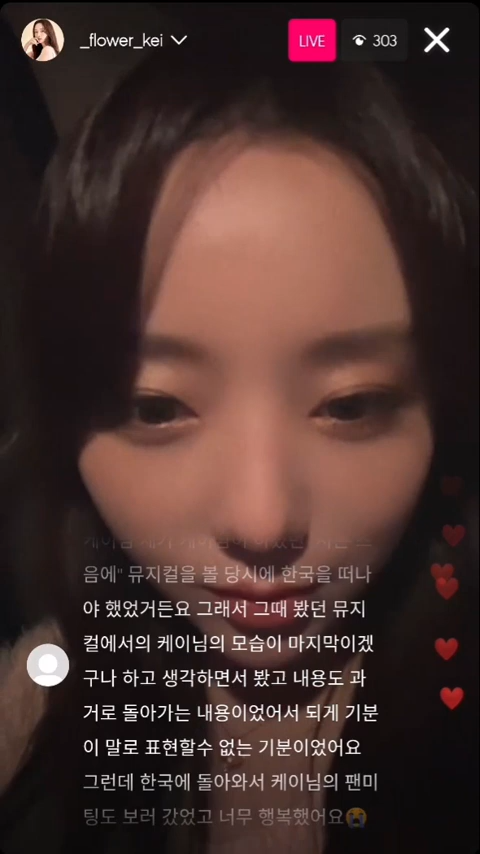 _flower_kei
LIVE
303
음에" 뮤지컬을 볼 당시에 한국을 떠나
야 했었거든요 그래서 그때 봤던 뮤지
컬에서의 케이님의 모습이 마지막이겠
구나 하고 생각하면서 봤고 내용도 과
거로 돌아가는 내용이었어서 되게 기분
이 말로 표현할수 없는 기분이었어요
그런데 한국에 돌아와서 케이님의 팬미
팅도 보러 갔었고 너무 행복했어요😭